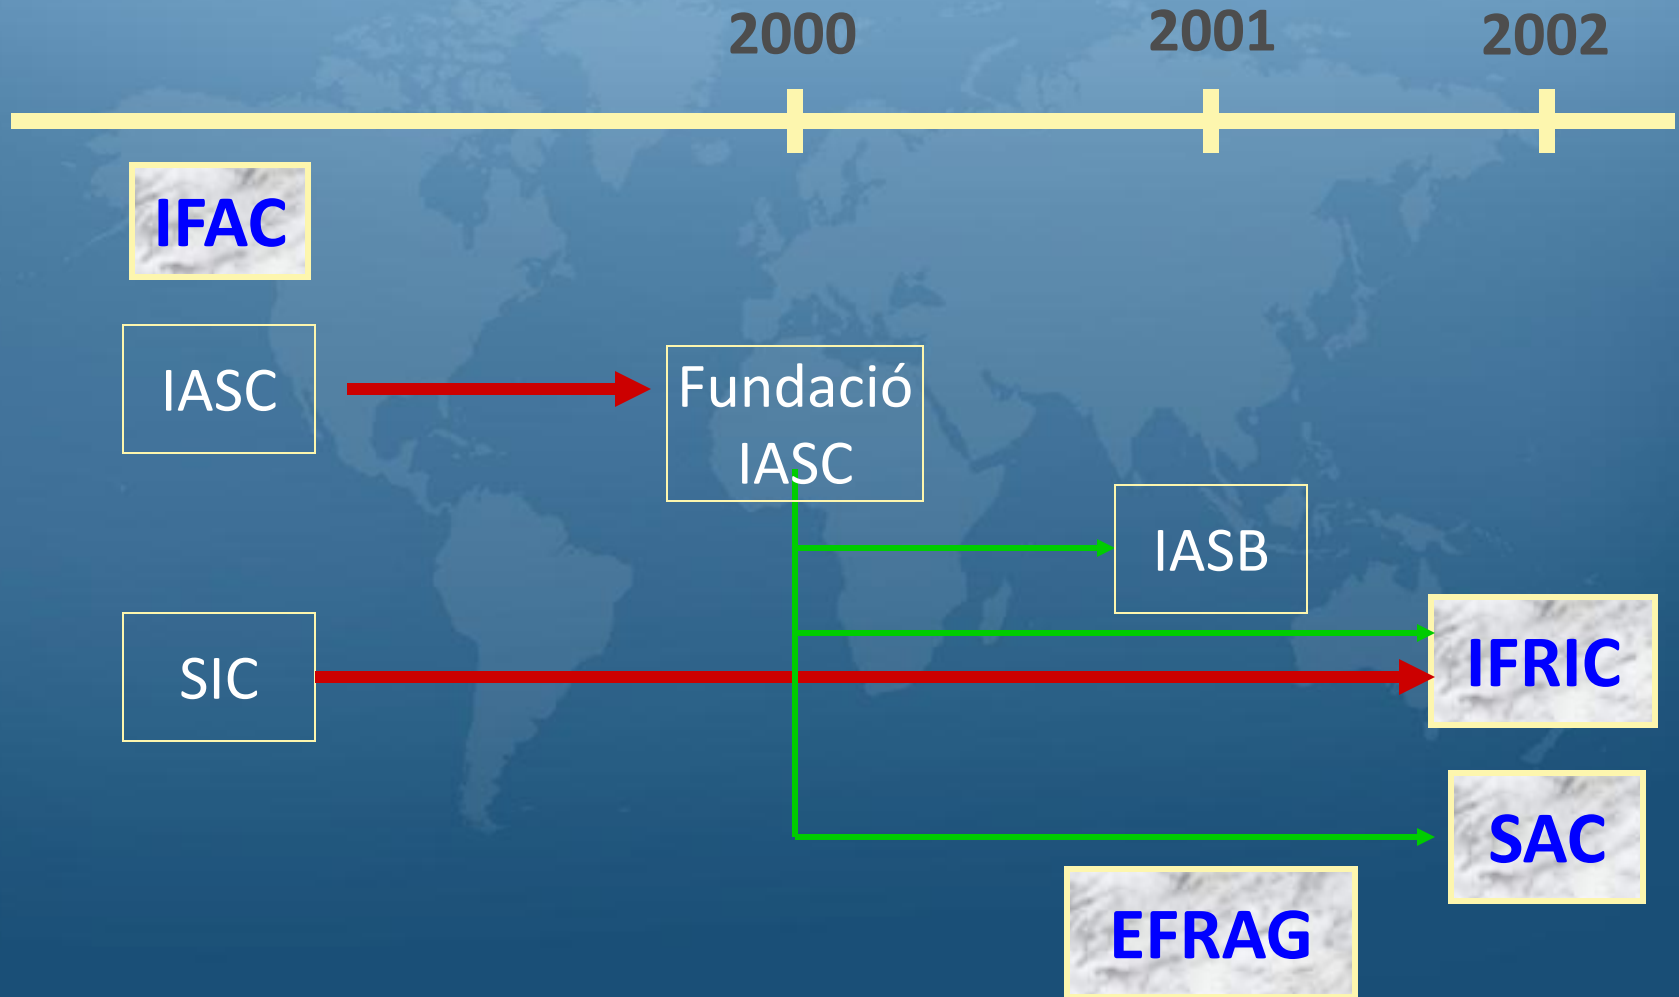 2000
2001
2002
IFAC
IASC
Fundació
IASC
IASB
SIC
IFRIC
SAC
EFRAG